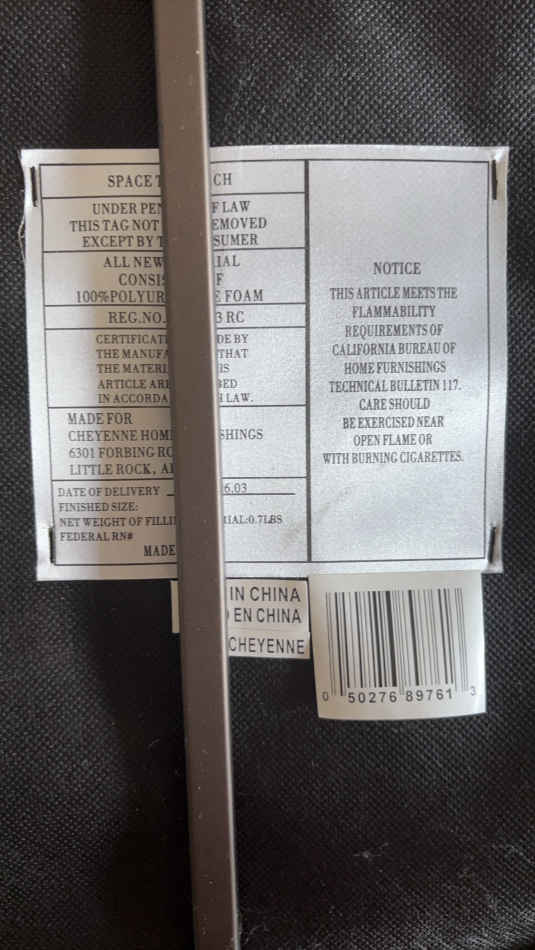 SPACE T CH
UNDER PEN F LAW
THIS TAG NOT EMOVED
EXCEPT BY T SUMER
ALL NEW RIAL
CONSI F
100%POLYUR E FOAM
REG.NO. 3 RC
CERTIFICAT DE BY
THE MANUFA THAT
THE MATERI IS
ARTICLE ARE BED
IN ACCORDA H LAW.
MADE FOR
CHEYENNE HOM SHINGS
6301 FORBING RO
LITTLE ROCK, A
DATE OF DELIVERY 6.03
FINISHED SIZE:
NET WEIGHT OF FILLI RIAL:0.7LBS
FEDERAL RN#
MADE
NOTICE
THIS ARTICLE MEETS THE
FLAMMABILITY
REQUIREMENTS OF
CALIFORNIA BUREAU OF
HOME FURNISHINGS
TECHNICAL BULLETIN 117.
CARE SHOULD
BE EXERCISED NEAR
OPEN FLAME OR
WITH BURNING CIGARETTES.
IN CHINA
EN CHINA
CHEYENNE
0 50276 89761 3